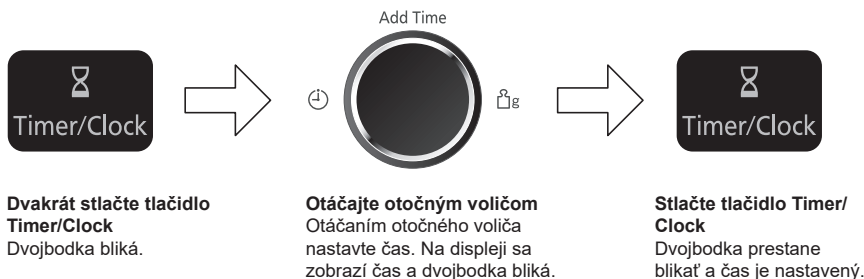 Add Time
Timer/Clock
g
Timer/Clock
Dvakrát stlačte tlačidlo
Timer/Clock
Dvojbodka bliká.
Otáčajte otočným voličom
Otáčaním otočného voliča
nastavte čas. Na displeji sa
zobrazí čas a dvojbodka bliká.
Stlačte tlačidlo Timer/
Clock
Dvojbodka prestane
blikať a čas je nastavený.